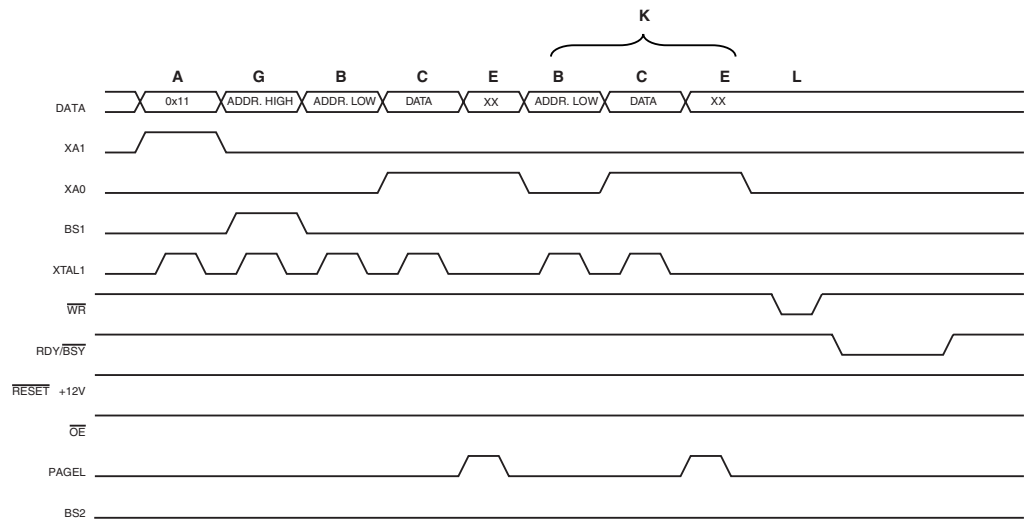 K
A G B C E B C E L
DATA 0x11 ADDR. HIGH ADDR. LOW DATA XX ADDR. LOW DATA XX
XA1
XA0
BS1
XTAL1
WR
RDY/BSY
RESET +12V
OE
PAGEL
BS2